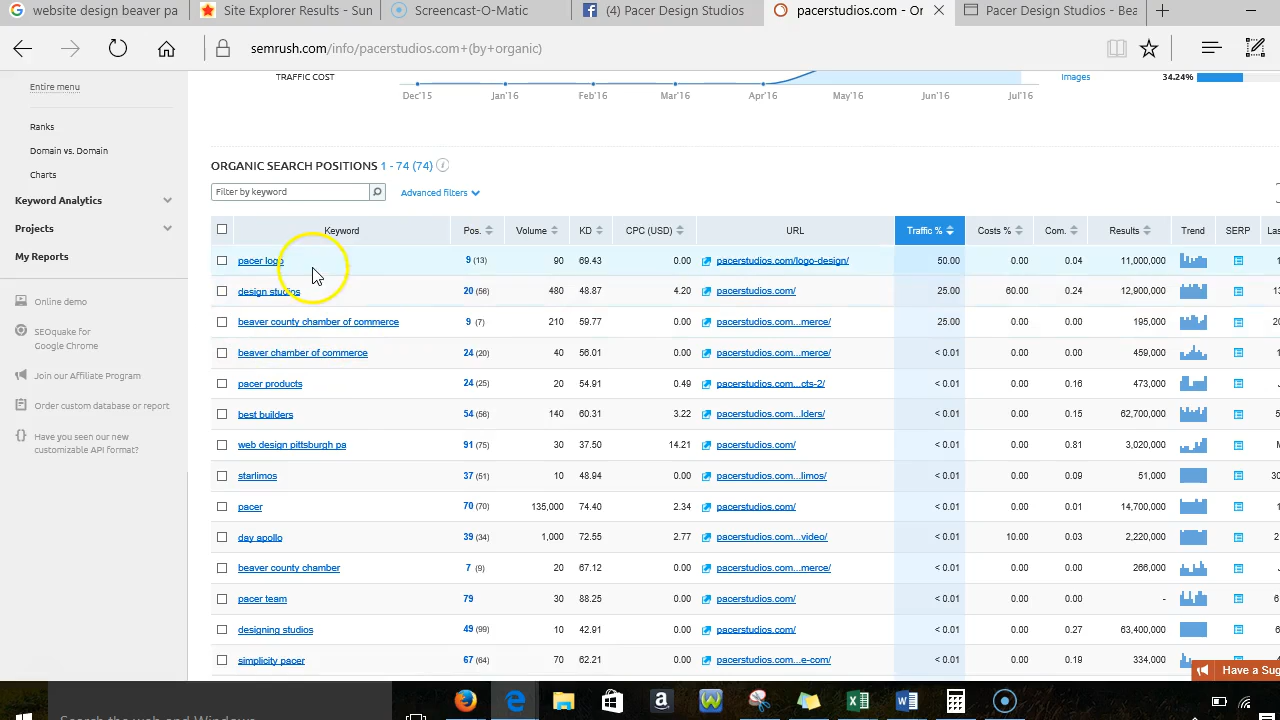 website design beaver pa
Site Explorer Results - Sun
Screencast-O-Matic
(4) Pacer Design Studios
pacerstudios.com - Or
Pacer Design Studios - Bea
semrush.com/info/pacerstudios.com+(by+organic)
Entire menu
Ranks
Domain vs. Domain
Charts
Keyword Analytics
Projects
My Reports
Online demo
SEOquake for
Google Chrome
Join our Affiliate Program
Order custom database or report
Have you seen our new
customizable API format?
TRAFFIC COST
Dec'15 Jan'16 Feb'16 Mar'16 Apr'16 May'16 Jun'16 Jul'16
Images 34.24%
ORGANIC SEARCH POSITIONS 1 - 74 (74)
Filter by keyword
Advanced filters
Keyword Pos. Volume KD CPC (USD) URL Traffic % Costs % Com. Results Trend SERP Las
pacer logo 9 (13) 90 69.43 0.00 pacerstudios.com/logo-design/ 50.00 0.00 0.04 11,000,000 1
design studios 20 (56) 480 48.87 4.20 pacerstudios.com/ 25.00 60.00 0.24 12,900,000 13
beaver county chamber of commerce 9 (7) 210 59.77 0.00 pacerstudios.com...merce/ 25.00 0.00 0.00 195,000 20
beaver chamber of commerce 24 (20) 40 56.01 0.00 pacerstudios.com...merce/ < 0.01 0.00 0.00 459,000 1
pacer products 24 (25) 20 54.91 0.49 pacerstudios.com...cts-2/ < 0.01 0.00 0.16 473,000 1
best builders 54 (56) 140 60.31 3.22 pacerstudios.com...lders/ < 0.01 0.00 0.15 62,700,000 5
web design pittsburgh pa 91 (75) 30 37.50 14.21 pacerstudios.com/ < 0.01 0.00 0.81 3,020,000 M
starlimos 37 (51) 10 48.94 0.00 pacerstudios.com...limos/ < 0.01 0.00 0.09 51,000 30
pacer 70 (70) 135,000 74.40 2.34 pacerstudios.com/ < 0.01 0.00 0.01 14,700,000 1
day apollo 39 (34) 1,000 72.55 2.77 pacerstudios.com...video/ < 0.01 10.00 0.03 2,220,000 2
beaver county chamber 7 (9) 20 67.12 0.00 pacerstudios.com...merce/ < 0.01 0.00 0.00 266,000 J
pacer team 79 30 88.25 0.00 pacerstudios.com/ < 0.01 0.00 0.00 - 6
designing studios 49 (99) 10 42.91 0.00 pacerstudios.com/ < 0.01 0.00 0.27 63,400,000 6
simplicity pacer 67 (64) 70 62.21 0.00 pacerstudios.com...e-com/ < 0.01 0.00 0.19 334,000
Have a Sug
Search the web and Windows